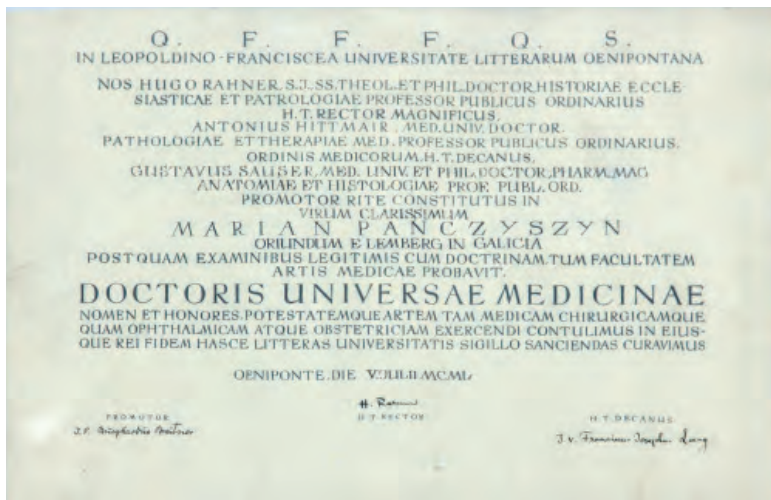 Q. F. F. F. Q. S.
IN LEOPOLDINO-FRANCISCEA UNIVERSITATE LITTERARUM OENIPONTANA
NOS HUGO RAHNER, S.J. SS. THEOL. ET PHIL. DOCTOR, HISTORIAE ECCLE-
SIASTICAE ET PATROLOGIAE PROFESSOR PUBLICUS ORDINARIUS
H.T. RECTOR MAGNIFICUS,
ANTONIUS HITTMAIR, MED. UNIV. DOCTOR,
PATHOLOGIAE ET THERAPIAE MED. PROFESSOR PUBLICUS ORDINARIUS,
ORDINIS MEDICORUM H.T. DECANUS,
GUSTAVUS SAUSER, MED. UNIV. ET PHIL. DOCTOR, PHARM. MAG
ANATOMIAE ET HISTOLOGIAE PROF. PUBL. ORD.
PROMOTOR RITE CONSTITUTUS IN
VIRUM CLARISSIMUM
MARIAN PANCZYSZYN
ORIUNDUM E LEMBERG IN GALICIA
POSTQUAM EXAMINIBUS LEGITIMIS CUM DOCTRINAM TUM FACULTATEM
ARTIS MEDICAE PROBAVIT.
DOCTORIS UNIVERSAE MEDICINAE
NOMEN ET HONORES, POTESTATEMQUE ARTEM TAM MEDICAM CHIRURGICAMQUE
QUAM OPHTHALMICAM ATQUE OBSTETRICIAM EXERCENDI CONTULIMUS IN EIUS-
QUE REI FIDEM HASCE LITTERAS UNIVERSITATIS SIGILLO SANCIENDAS CURAVIMUS
OENIPONTE, DIE V. JULII MCML
H. Rahner
PROMOTOR
H.T. RECTOR
H.T. DECANUS
J.V.
J.V. Franciscus Josephus Lang